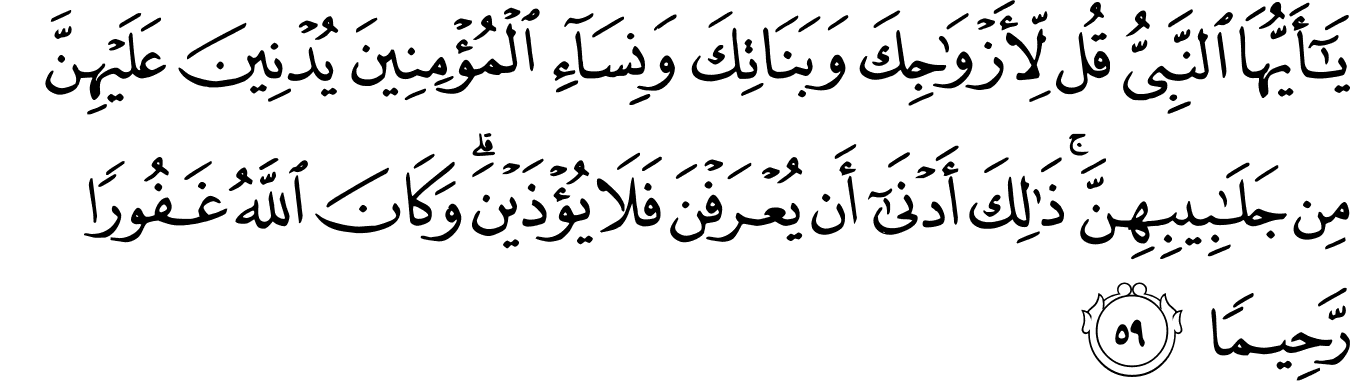 يَـٰٓأَيُّهَا ٱلنَّبِىُّ قُل لِّأَزْوَٰجِكَ وَبَنَاتِكَ وَنِسَآءِ ٱلْمُؤْمِنِينَ يُدْنِينَ عَلَيْهِنَّ
مِن جَلَـٰبِيبِهِنَّ ۚ ذَٰلِكَ أَدْنَىٰٓ أَن يُعْرَفْنَ فَلَا يُؤْذَيْنَ ۗ وَكَانَ ٱللَّهُ غَفُورًا
رَّحِيمًا ٥٩